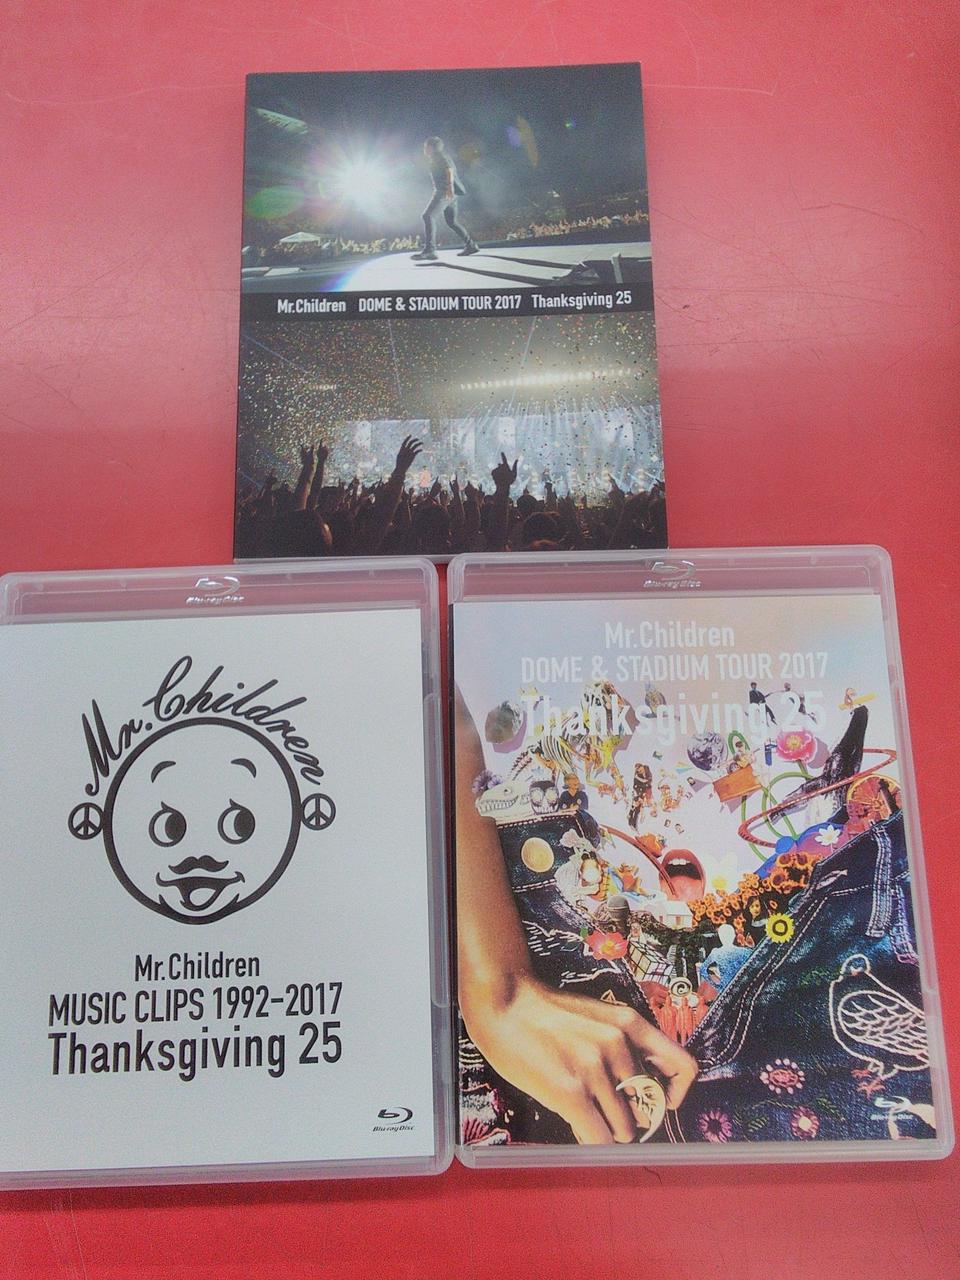 Mr.Children DOME & STADIUM TOUR 2017 Thanksgiving 25
Blu-ray Disc
Mr.Children
Mr.Children
MUSIC CLIPS 1992-2017
Thanksgiving 25
Blu-ray Disc
Blu-ray Disc
Mr.Children
DOME & STADIUM TOUR 2017
Thanksgiving 25
Blu-ray Disc